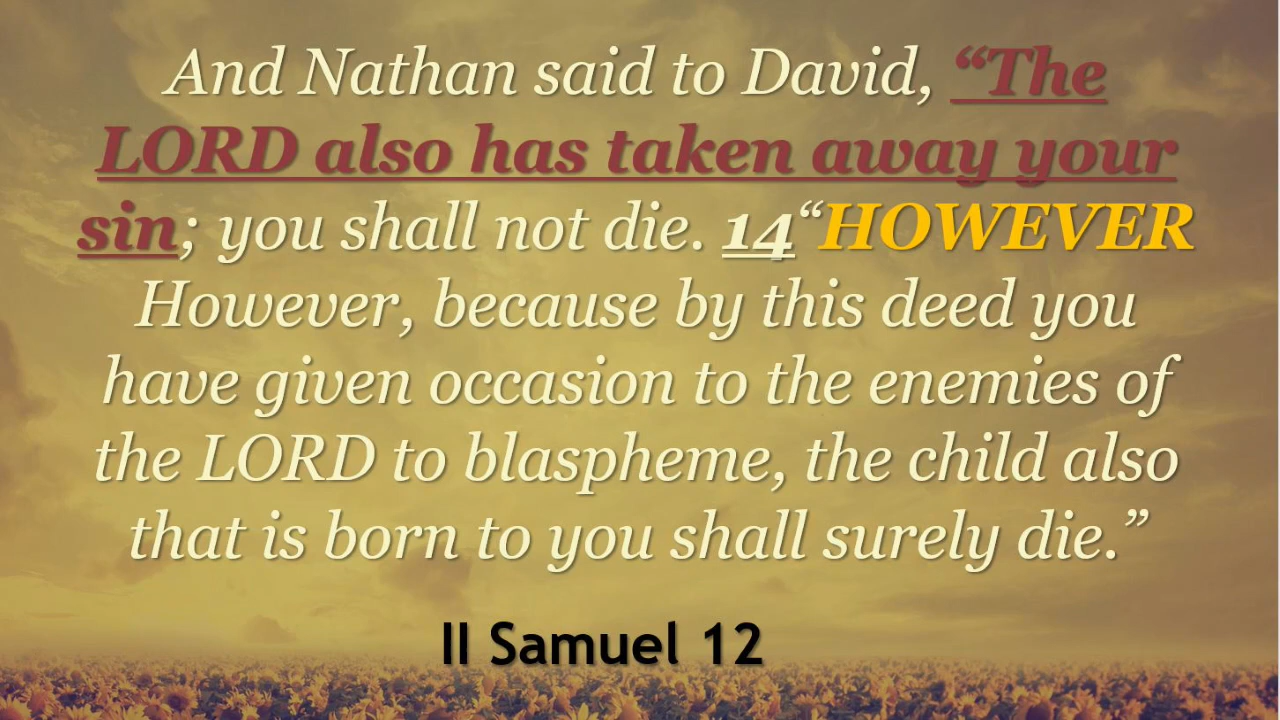 And Nathan said to David, “The
LORD also has taken away your
sin; you shall not die. 14“HOWEVER
However, because by this deed you
have given occasion to the enemies of
the LORD to blaspheme, the child also
that is born to you shall surely die.”
II Samuel 12